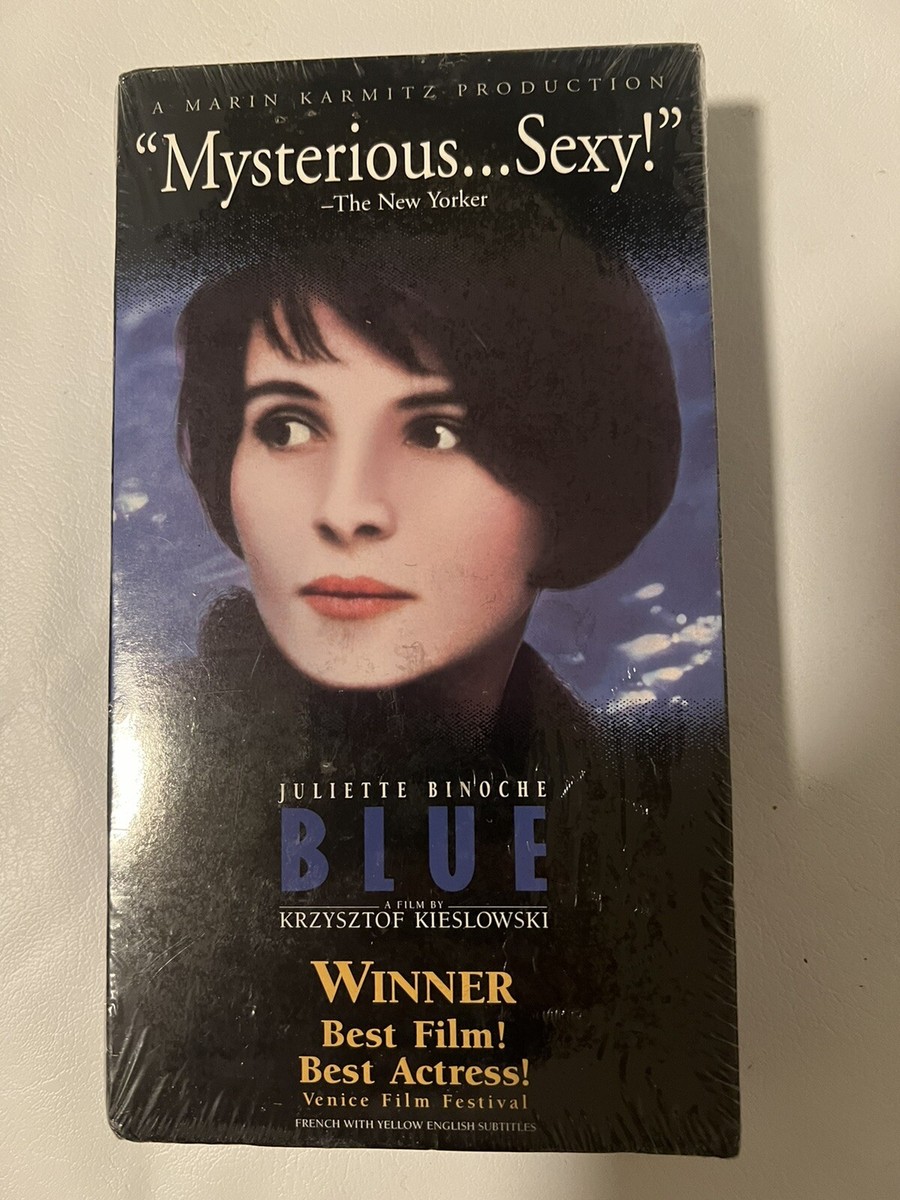 A MARIN KARMITZ PRODUCTION
“Mysterious...Sexy!”
–The New Yorker
JULIETTE BINOCHE
BLUE
A FILM BY
KRZYSZTOF KIESLOWSKI
WINNER
Best Film!
Best Actress!
Venice Film Festival
FRENCH WITH YELLOW ENGLISH SUBTITLES